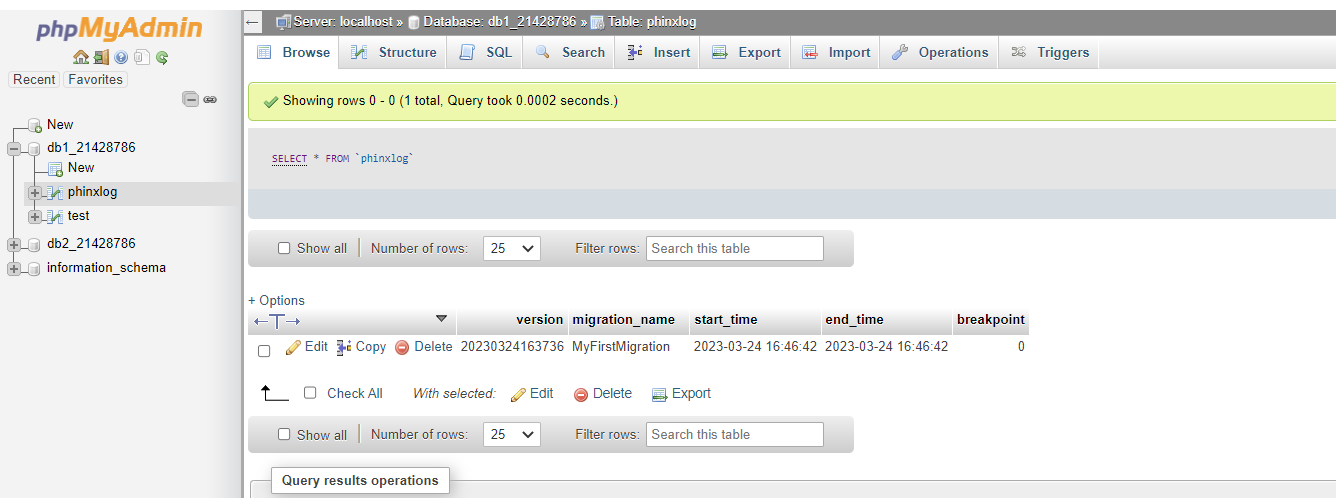 phpMyAdmin
Recent Favorites
New
db1_21428786
New
phinxlog
test
db2_21428786
information_schema
← Server: localhost » Database: db1_21428786 » Table: phinxlog
Browse Structure SQL Search Insert Export Import Operations Triggers
Showing rows 0 - 0 (1 total, Query took 0.0002 seconds.)
SELECT * FROM `phinxlog`
Show all Number of rows: 25 Filter rows: Search this table
+ Options
←T→ version migration_name start_time end_time breakpoint
Edit Copy Delete 20230324163736 MyFirstMigration 2023-03-24 16:46:42 2023-03-24 16:46:42 0
Check All With selected: Edit Delete Export
Show all Number of rows: 25 Filter rows: Search this table
Query results operations